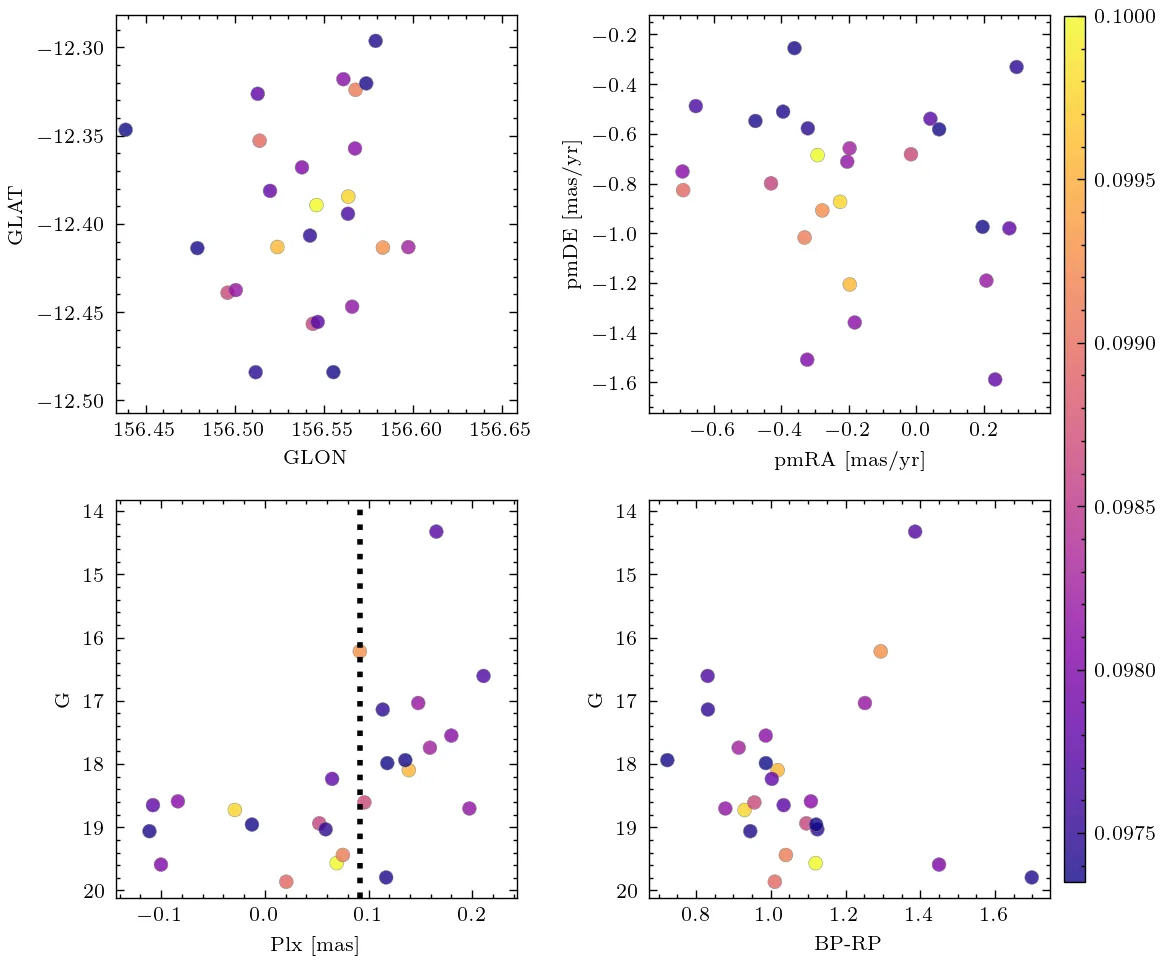 −12.30
−12.35
−12.40
−12.45
−12.50
GLAT
156.45 156.50 156.55 156.60 156.65
GLON
−0.2
−0.4
−0.6
−0.8
−1.0
−1.2
−1.4
−1.6
pmDE [mas/yr]
−0.6 −0.4 −0.2 0.0 0.2
pmRA [mas/yr]
0.1000
0.0995
0.0990
0.0985
0.0980
0.0975
14
15
16
17
18
19
20
G
−0.1 0.0 0.1 0.2
Plx [mas]
14
15
16
17
18
19
20
G
0.8 1.0 1.2 1.4 1.6
BP-RP